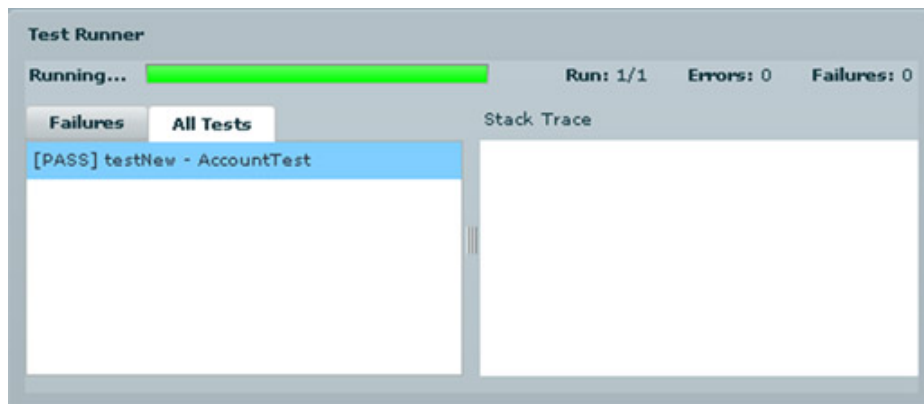 Test Runner
Running... Run: 1/1 Errors: 0 Failures: 0
Failures All Tests Stack Trace
[PASS] testNew - AccountTest